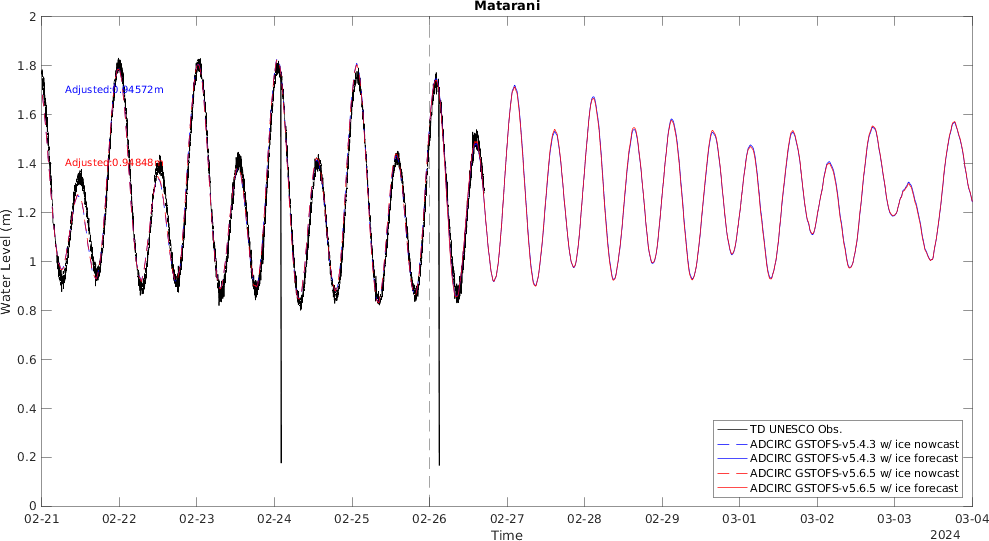 Matarani
2
1.8
1.6
1.4
1.2
1
0.8
0.6
0.4
0.2
0
Water Level (m)
Adjusted:0.94572m
Adjusted:0.94848m
TD UNESCO Obs.
ADCIRC GSTOFS-v5.4.3 w/ ice nowcast
ADCIRC GSTOFS-v5.4.3 w/ ice forecast
ADCIRC GSTOFS-v5.6.5 w/ ice nowcast
ADCIRC GSTOFS-v5.6.5 w/ ice forecast
02-21 02-22 02-23 02-24 02-25 02-26 02-27 02-28 02-29 03-01 03-02 03-03 03-04
Time
2024